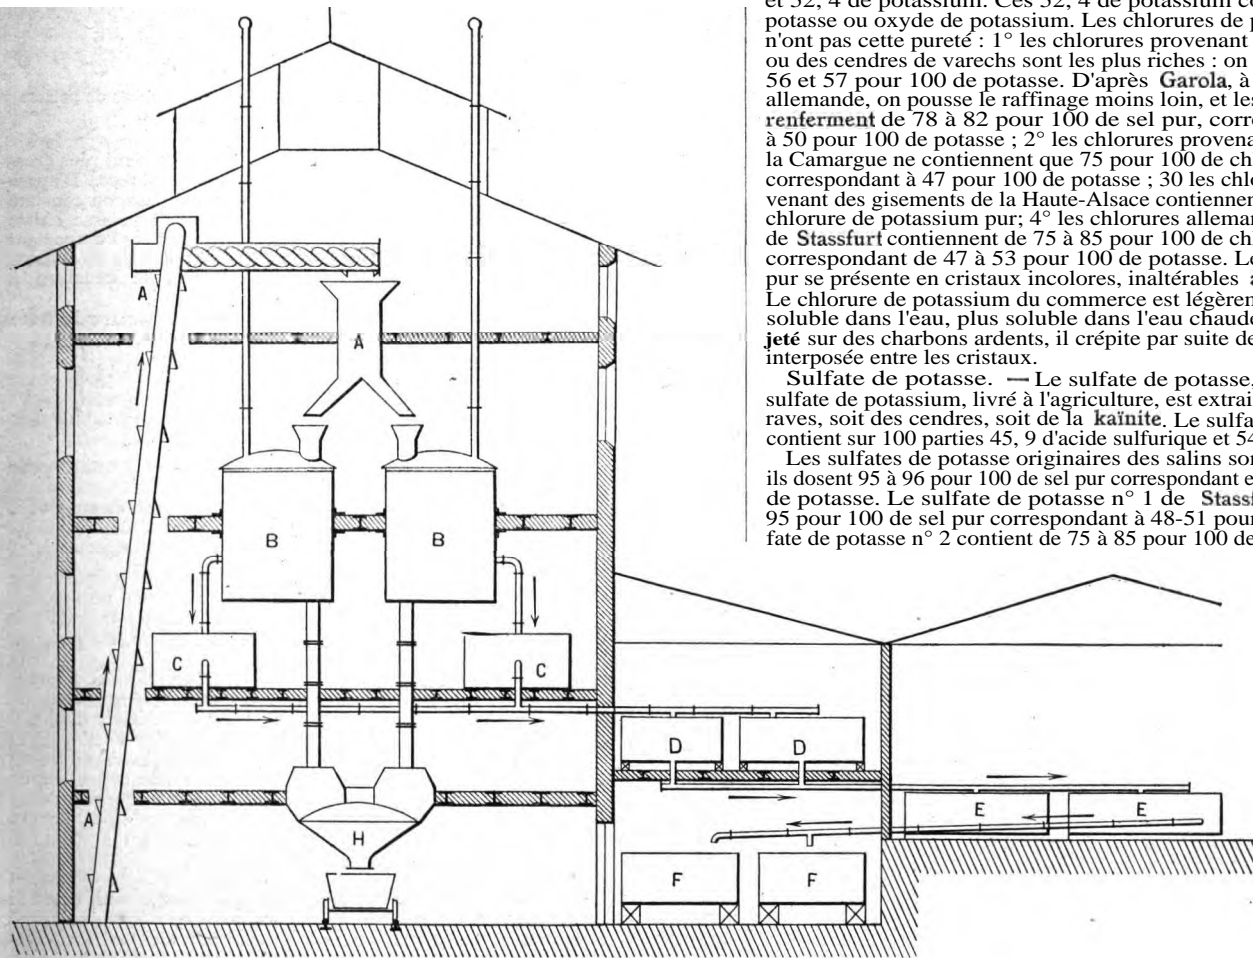 et 52, 4 de potassium. Ces 52, 4 de potassium co
potasse ou oxyde de potassium. Les chlorures de p
n'ont pas cette pureté : 1° les chlorures provenant
ou des cendres de varechs sont les plus riches : on
56 et 57 pour 100 de potasse. D'après Garola, à
allemande, on pousse le raffinage moins loin, et les
renferment de 78 à 82 pour 100 de sel pur, corre
à 50 pour 100 de potasse ; 2° les chlorures provena
la Camargue ne contiennent que 75 pour 100 de ch
correspondant à 47 pour 100 de potasse ; 30 les chlo
venant des gisements de la Haute-Alsace contiennen
chlorure de potassium pur; 4° les chlorures alleman
de Stassfurt contiennent de 75 à 85 pour 100 de ch
correspondant de 47 à 53 pour 100 de potasse. Le
pur se présente en cristaux incolores, inaltérables a
Le chlorure de potassium du commerce est légèrem
soluble dans l'eau, plus soluble dans l'eau chaude
jeté sur des charbons ardents, il crépite par suite de
interposée entre les cristaux.
Sulfate de potasse. — Le sulfate de potasse,
sulfate de potassium, livré à l'agriculture, est extrai
raves, soit des cendres, soit de la kaïnite. Le sulfa
contient sur 100 parties 45, 9 d'acide sulfurique et 54
Les sulfates de potasse originaires des salins son
ils dosent 95 à 96 pour 100 de sel pur correspondant e
de potasse. Le sulfate de potasse n° 1 de Stassf
95 pour 100 de sel pur correspondant à 48-51 pour
fate de potasse n° 2 contient de 75 à 85 pour 100 de
A
A
B
B
C
C
D
D
A
E
E
H
F
F